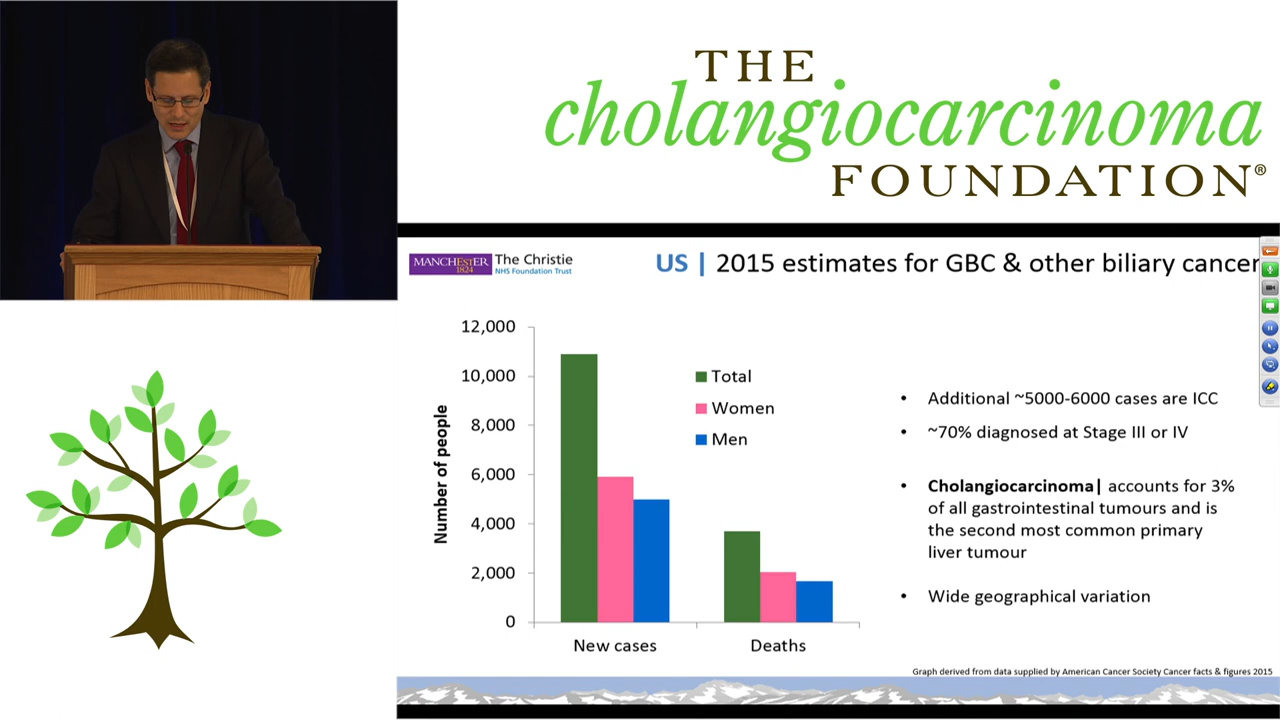 THE
cholangiocarcinoma
FOUNDATION®
MANCHESTER
1824
The Christie
NHS Foundation Trust
US | 2015 estimates for GBC & other biliary cancer
Number of people
12,000
10,000
8,000
6,000
4,000
2,000
0
New cases
Deaths
Total
Women
Men
• Additional ~5000-6000 cases are ICC
• ~70% diagnosed at Stage III or IV
• Cholangiocarcinoma| accounts for 3%
of all gastrointestinal tumours and is
the second most common primary
liver tumour
• Wide geographical variation
Graph derived from data supplied by American Cancer Society Cancer facts & figures 2015